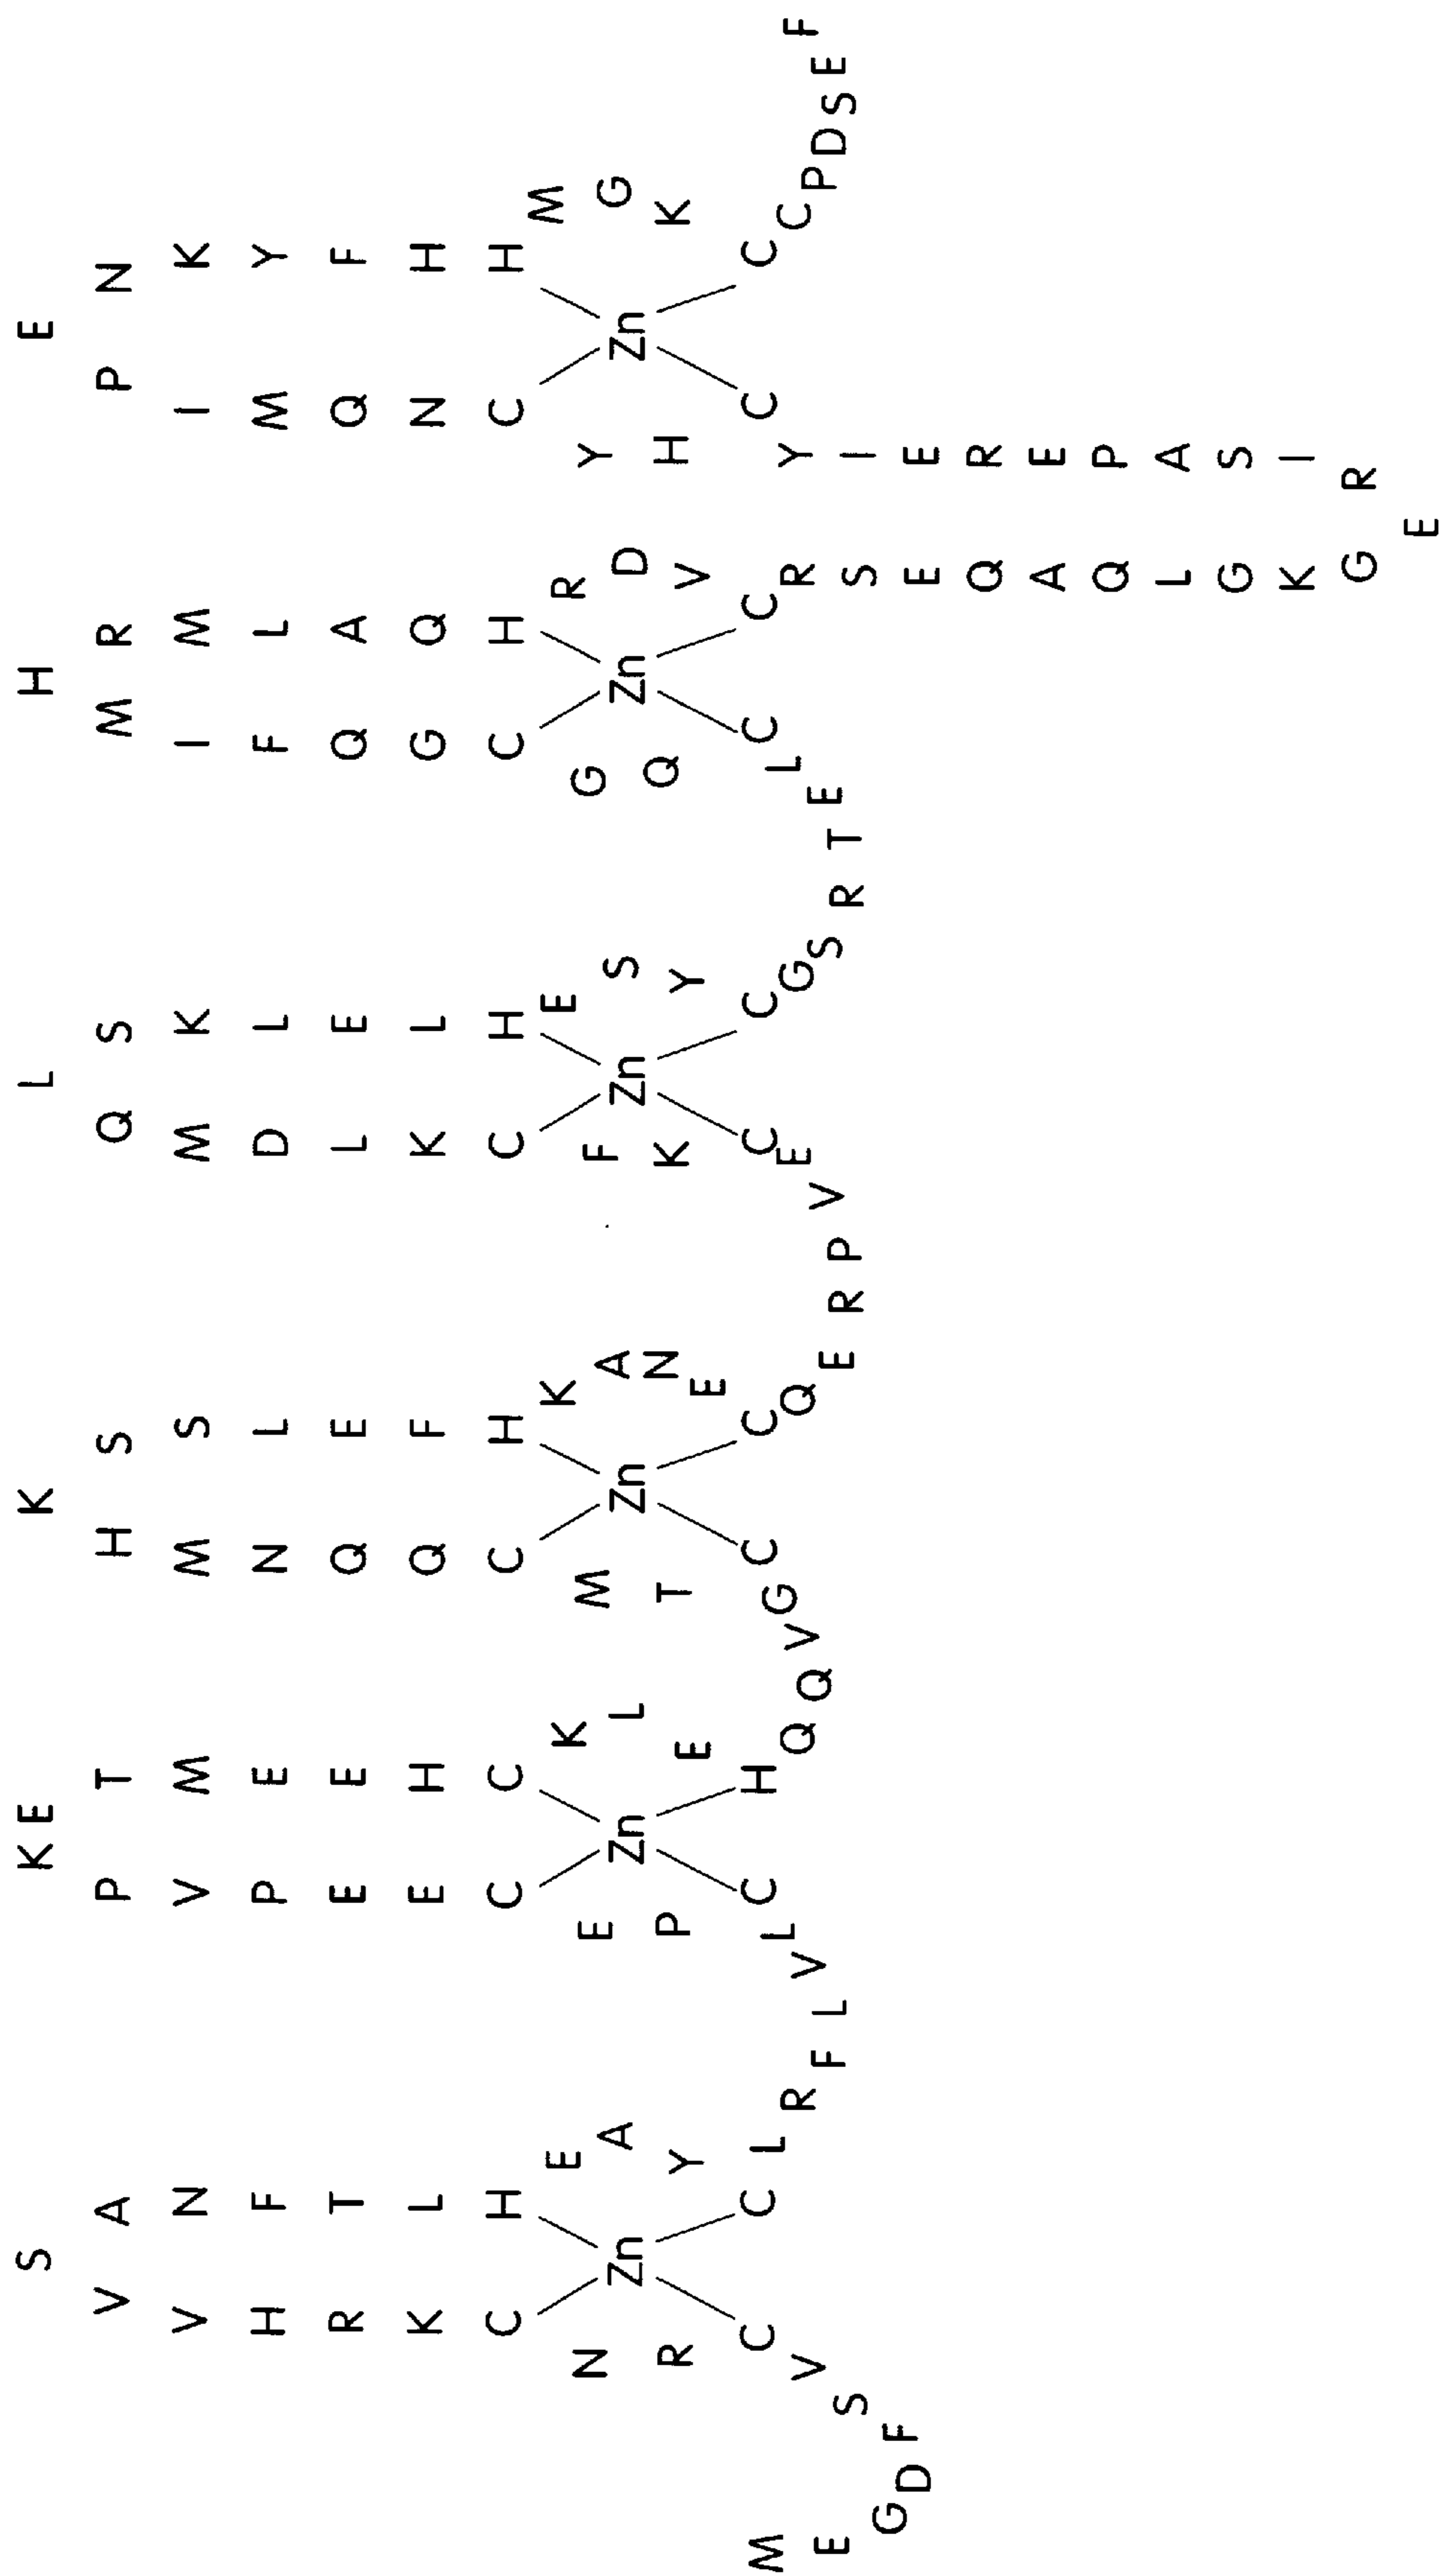 M E G D F S V C R N C K R H V V S A N F T L H E A Y C
Zn
L R F L V L C P E C E E P V P K E T M E E H C K L E H
Zn
Q Q V G C T M C Q Q N M H K S S L E F H K A N E C
Zn
Q E R P V E C K F C K L D M Q L S K L E L H E S Y C
Zn
G S R T E L C Q G C G Q F I M H R M L A Q H R D V C
Zn
R S E Q A Q L G K G E R I S A P E R E I Y C H Y C N Q M I P E N K Y F H H M G K C
Zn
C P D S E F